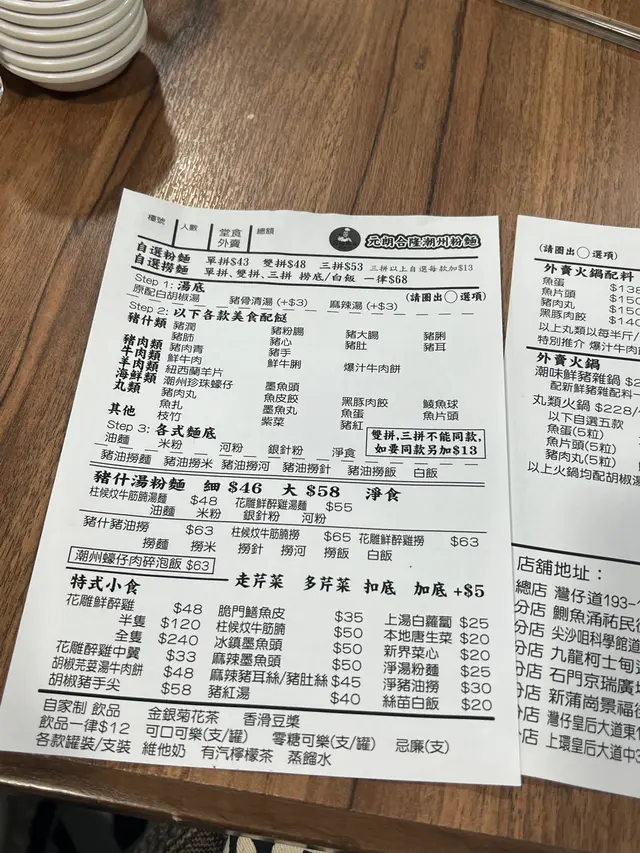 檯號 人數 堂食 外賣 總額
元朗合隆潮州粉麵
自選粉麵 單拼$43 雙拼$48 三拼$53 三拼以上自選每款加$13
自選撈麵 單拼、雙拼、三拼 撈底/白飯 一律$68
Step 1: 湯底 (請圈出◯選項)
原配白胡椒湯 豬骨清湯 (+$3) 麻辣湯 (+$3)
Step 2: 以下各款美食配餸
豬什類 豬潤 豬粉腸 豬大腸 豬脷
豬肺 豬心 豬肚 豬耳
豬肉類 豬肉青 豬手
牛肉類 鮮牛肉 鮮牛脷 爆汁牛肉餅
羊肉類 紐西蘭羊片
海鮮類 潮州珍珠蠔仔 墨魚頭
丸類 豬肉丸 魚皮餃 黑豚肉餃 鯪魚球
魚扎 墨魚丸 魚蛋 魚片頭
其他 枝竹 紫菜 豬紅
Step 3: 各式麵底
雙拼,三拼不能同款,
如要同款另加$13
油麵 米粉 河粉 銀針粉 淨食
豬油撈麵 豬油撈米 豬油撈河 豬油撈針 豬油撈飯 白飯
豬什湯粉麵 細 $46 大 $58 淨食
柱候炆牛筋腩湯麵 $48 花雕鮮醉雞湯麵 $55
油麵 米粉 銀針粉 河粉
豬什豬油撈 $63 柱候炆牛筋腩撈 $65 花雕鮮醉雞撈 $63
撈麵 撈米 撈針 撈河 撈飯 白飯
潮州蠔仔肉碎泡飯 $63
走芹菜 多芹菜 扣底 加底 +$5
特式小食
花雕鮮醉雞 $48 脆門鱔魚皮 $35 上湯白蘿蔔 $25
半隻 $120 柱候炆牛筋腩 $50 本地唐生菜 $20
全隻 $240 冰鎮墨魚頭 $50 新界菜心 $20
花雕鮮醉雞中翼 $33 麻辣墨魚頭 $50 淨湯粉麵 $25
胡椒芫荽湯牛肉餅 $48 麻辣豬耳絲/豬肚絲 $45 淨豬油撈 $30
胡椒豬手尖 $58 豬紅湯 $40 絲苗白飯 $20
自家制 飲品 金銀菊花茶 香滑豆漿
飲品一律$12 可口可樂(支/罐) 零糖可樂(支/罐) 忌廉(支)
各款罐装/支裝 維他奶 有汽檸檬茶 蒸餾水
(請圈出◯選項)
外賣火鍋配料
魚蛋 $138
魚片頭 $150
豬肉丸 $150
黑豚肉餃 $140
以上丸類以每半斤/
特別推介 爆汁牛肉
外賣火鍋
潮味鮮豬雜鍋 $2
配新鮮豬雜配料一
丸類火鍋 $228/
以下自選五款
魚蛋(5粒)
魚片頭(5粒)
豬肉丸(5粒)
以上火鍋均配胡椒湯
店舖地址：
總店 灣仔道193-
分店 鰂魚涌祐民
分店 尖沙咀科學館道
分店 九龍柯士甸道
分店 石門京瑞廣
分店 新蒲崗景福
分店 灣仔皇后大道東
分店 上環皇后大道中3